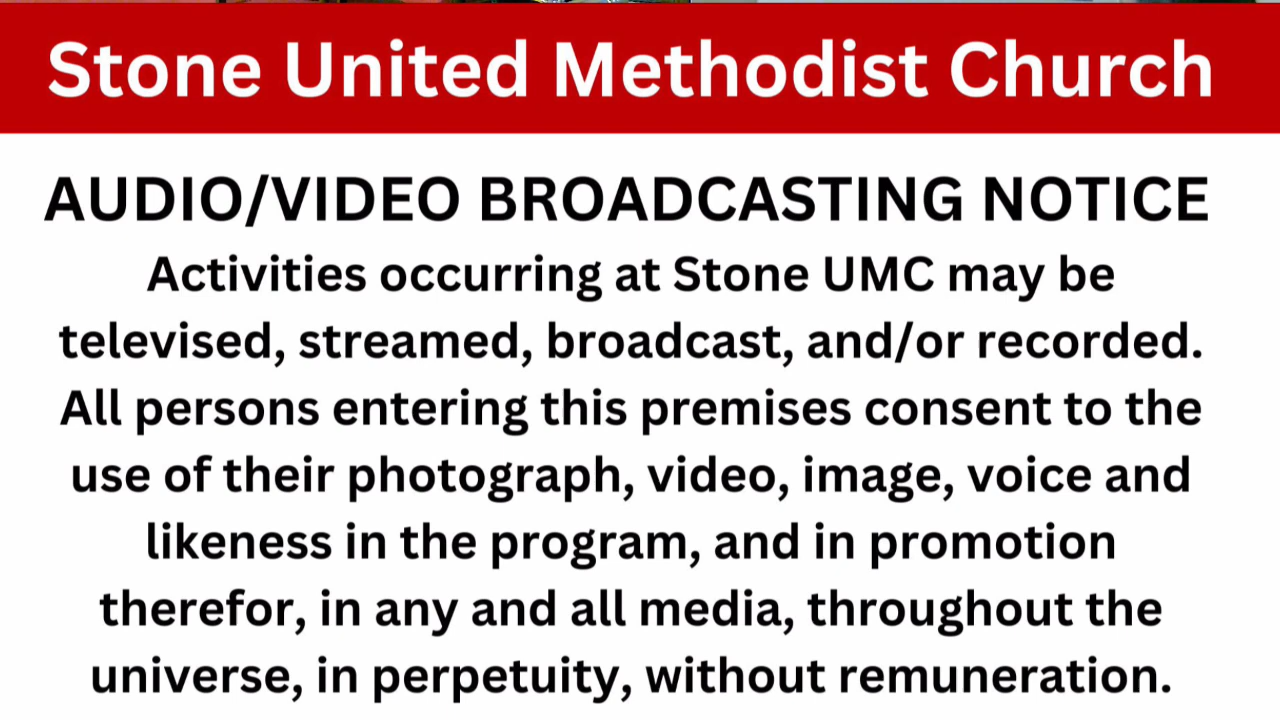 Stone United Methodist Church
AUDIO/VIDEO BROADCASTING NOTICE
Activities occurring at Stone UMC may be
televised, streamed, broadcast, and/or recorded.
All persons entering this premises consent to the
use of their photograph, video, image, voice and
likeness in the program, and in promotion
therefor, in any and all media, throughout the
universe, in perpetuity, without remuneration.